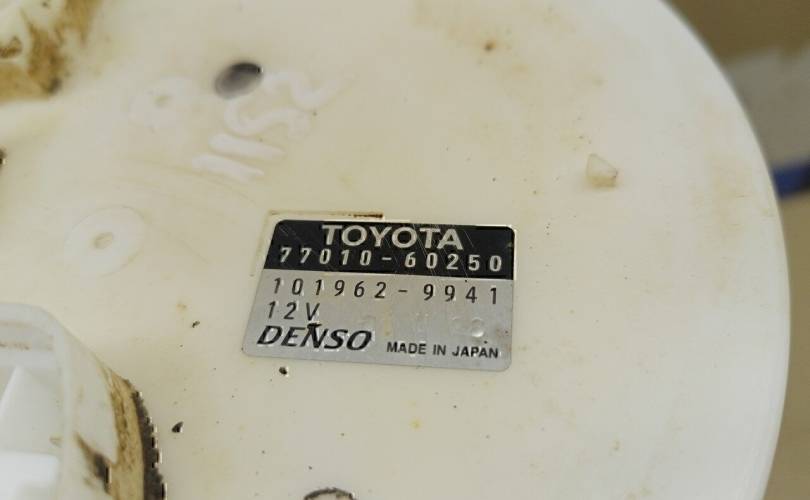 TOYOTA
77010-60250
101962-9941
12V
DENSO MADE IN JAPAN